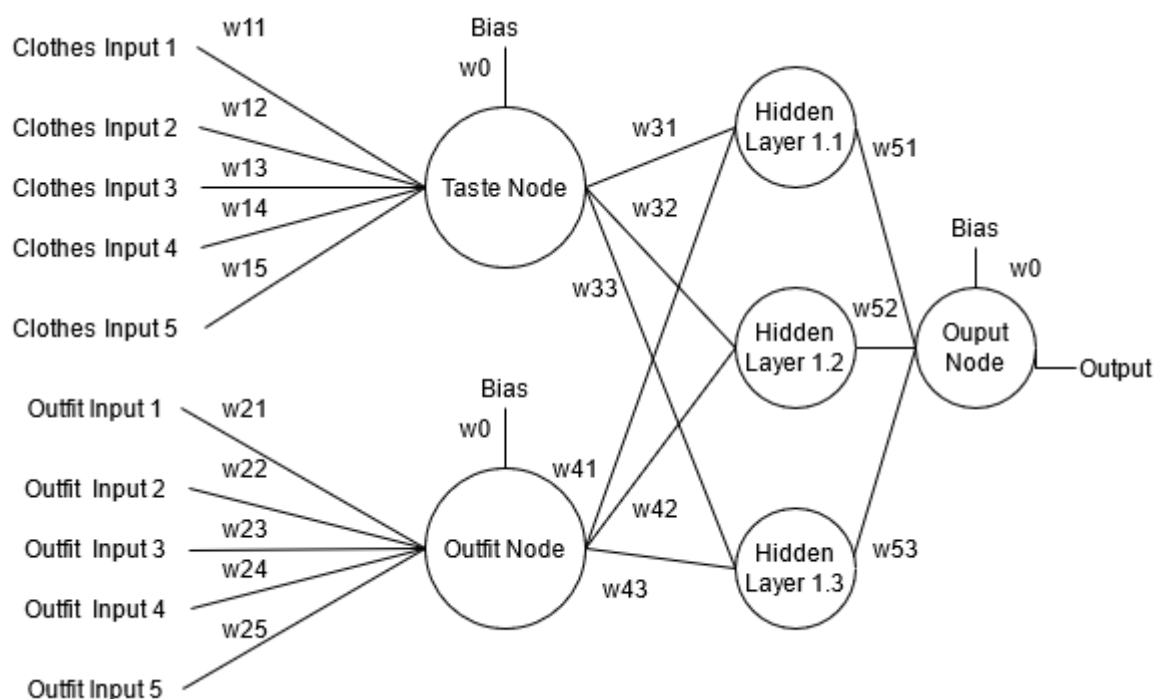 w11
Clothes Input 1
w12
Clothes Input 2
w13
Clothes Input 3
w14
Clothes Input 4
w15
Clothes Input 5
Bias
w0
Taste Node
Outfit Input 1
w21
w22
Outfit Input 2
w23
Outfit Input 3
w24
Outfit Input 4
w25
Outfit Input 5
Bias
w0
Outfit Node
w31
w32
w33
w41
w42
w43
Hidden
Layer 1.1
Hidden
Layer 1.2
Hidden
Layer 1.3
w51
w52
w53
Bias
w0
Ouput
Node
Output